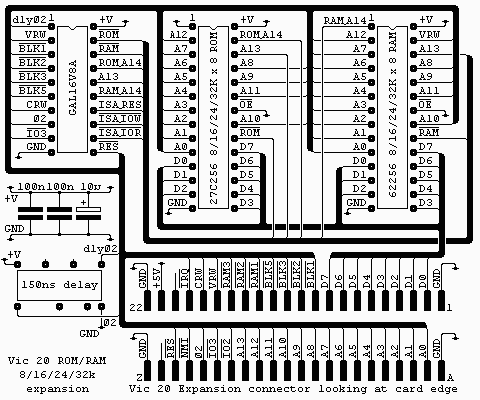 dly02 1 +V
VRW ROM
BLK1 RAM
BLK2 ROMA14
BLK3 A13
BLK5 RAMA14
CRW ISARES
02 ISAIOW
IO3 ISAIOR
GND RES
GAL16V8A
1 +V
A12 ROMA14
A7 A13
A6 A8
A5 A9
A4 A11
A3 OE
A2 A10
A1 ROM
A0 D7
D0 D6
D1 D5
D2 D4
GND D3
27C256 8/16/24/32K x 8 ROM
RAMA14 1 +V
A12 VRW
A7 A13
A6 A8
A5 A9
A4 A11
A3 OE
A2 A10
A1 RAM
A0 D7
D0 D6
D1 D5
D2 D4
GND D3
62256 8/16/24/32K x 8 RAM
100n 100n 10u
+V +
GND
dly02
+V
150ns delay
02
GND
GND +5V IRQ CRW VRW RAM3 RAM2 RAM1 BLK5 BLK3 BLK2 BLK1 D7 D6 D5 D4 D3 D2 D1 D0 GND
22 1
GND RES NMI 02 IO3 IO2 A13 A12 A11 A10 A9 A8 A7 A6 A5 A4 A3 A2 A1 A0 GND
Z A
Vic 20 Expansion connector looking at card edge
Vic 20 ROM/RAM
8/16/24/32k
expansion